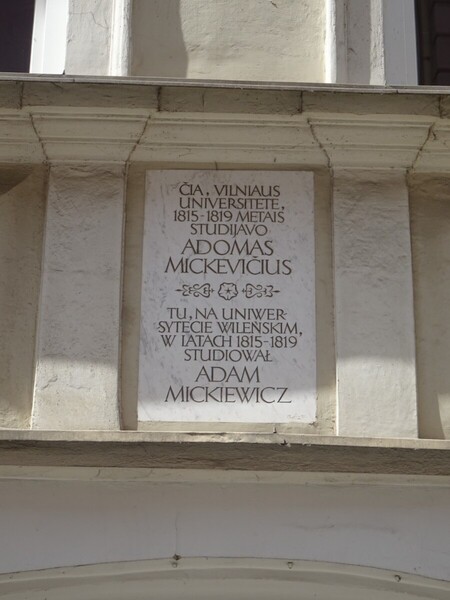 ČIA, VILNIAUS
UNIVERSITETE,
1815-1819 METAIS
STUDIJAVO
ADOMAS
MICKEVIČIUS
TU, NA UNIWER-
SYTECIE WILEŃSKIM,
W LATACH 1815-1819
STUDIOWAŁ
ADAM
MICKIEWICZ